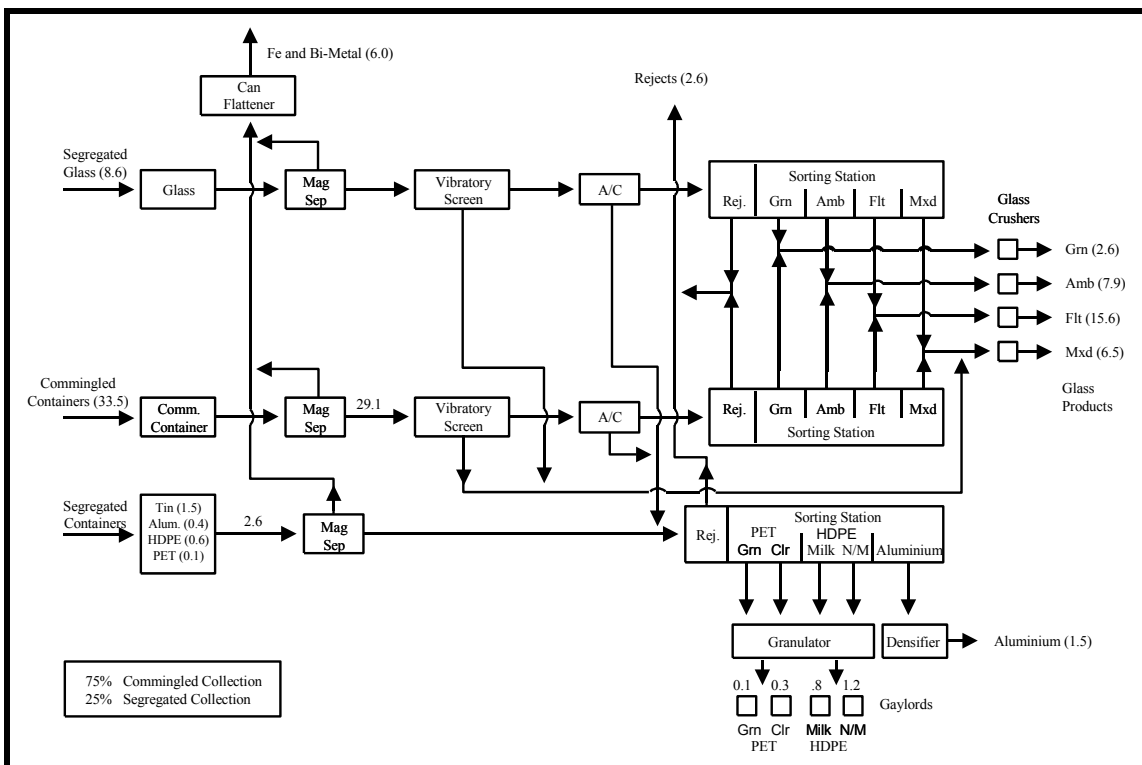 Fe and Bi-Metal (6.0)
Can
Flattener
Rejects (2.6)
Segregated
Glass (8.6)
Glass
Mag
Sep
Vibratory
Screen
A/C
Sorting Station
Rej. Grn Amb Flt Mxd
Glass
Crushers
Grn (2.6)
Amb (7.9)
Flt (15.6)
Mxd (6.5)
Glass
Products
Commingled
Containers (33.5)
Comm.
Container
Mag
Sep
29.1
Vibratory
Screen
A/C
Rej. Grn Amb Flt Mxd
Sorting Station
Segregated
Containers
Tin (1.5)
Alum. (0.4)
HDPE (0.6)
PET (0.1)
2.6
Mag
Sep
Sorting Station
Rej. PET HDPE
Grn Clr Milk N/M Aluminium
Granulator
Densifier
Aluminium (1.5)
0.1 0.3 .8 1.2
Gaylords
Grn Clr Milk N/M
PET HDPE
75% Commingled Collection
25% Segregated Collection